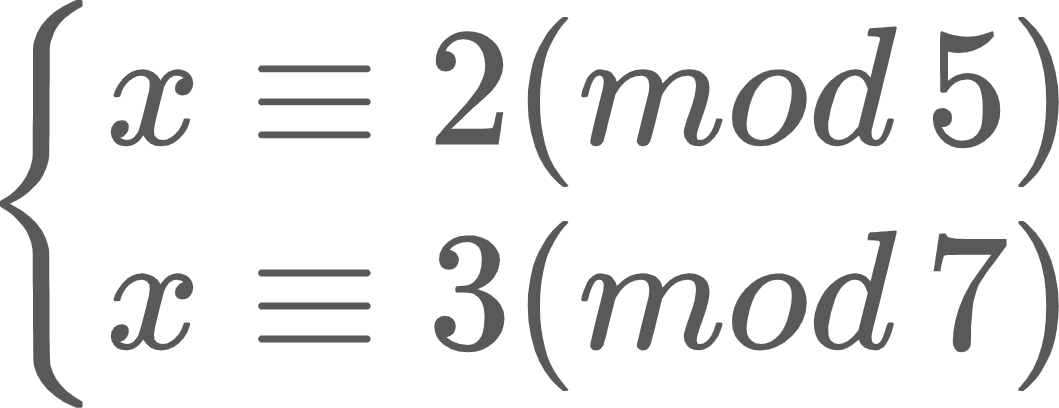 x ≡ 2(mod 5)
x ≡ 3(mod 7)